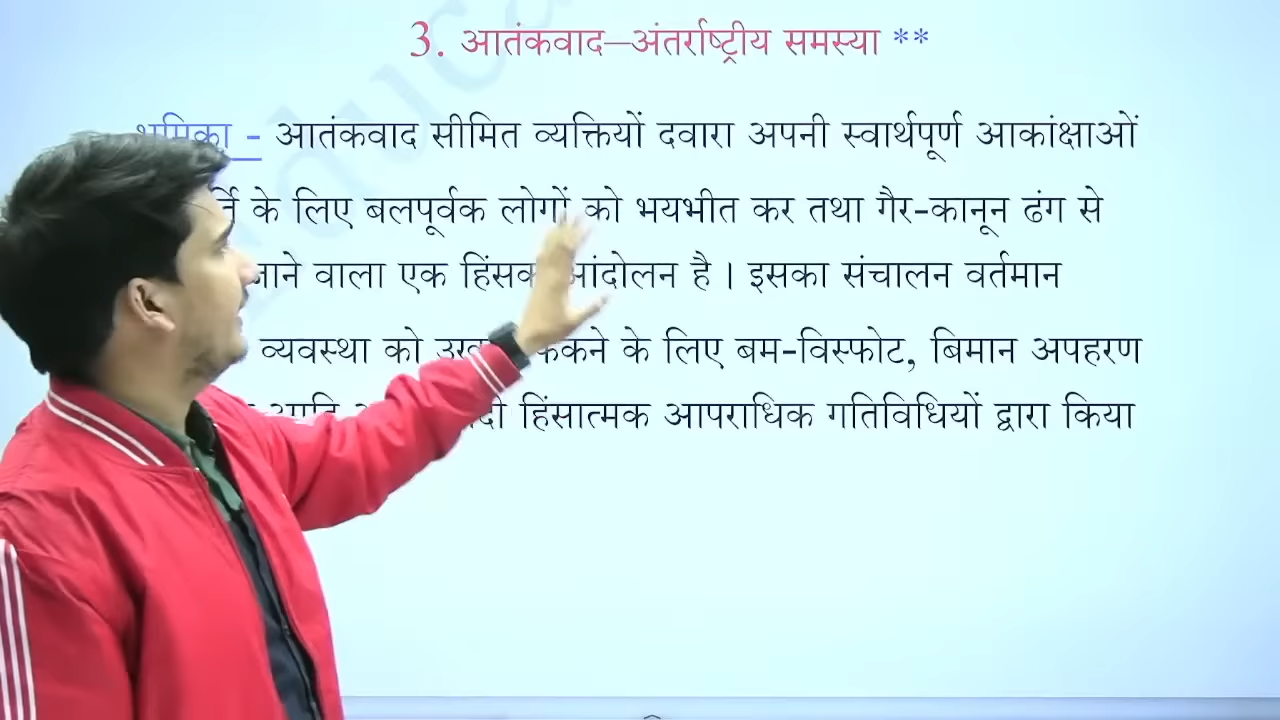 3. आतंकवाद–अंतर्राष्ट्रीय समस्या **
भूमिका - आतंकवाद सीमित व्यक्तियों दवारा अपनी स्वार्थपूर्ण आकांक्षाओं
के लिए बलपूर्वक लोगों को भयभीत कर तथा गैर-कानून ढंग से
जाने वाला एक हिंसक आंदोलन है । इसका संचालन वर्तमान
व्यवस्था को के लिए बम-विस्फोट, बिमान अपहरण
हिंसात्मक आपराधिक गतिविधियों द्वारा किया